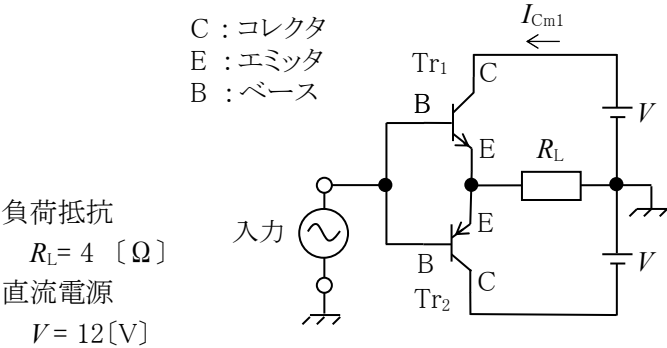 C：コレクタ
E：エミッタ
B：ベース
I_Cm1
Tr₁
C
B
V
E
R_L
入力
E
B
V
C
Tr₂
負荷抵抗
R_L= 4 〔Ω〕
直流電源
V = 12〔V〕